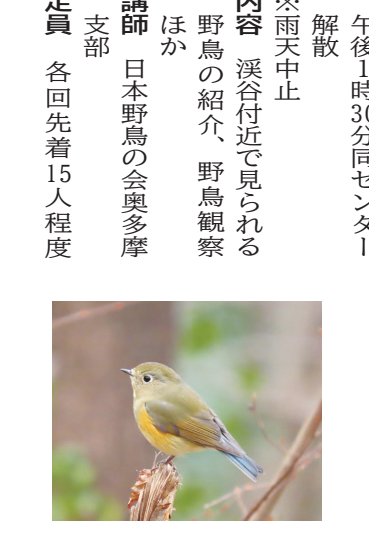 午後1時30分同センター
解散
※雨天中止
内容 渓谷付近で見られる
野鳥の紹介、野鳥観察
ほか
講師 日本野鳥の会奥多摩
支部
定員 各回先着15人程度